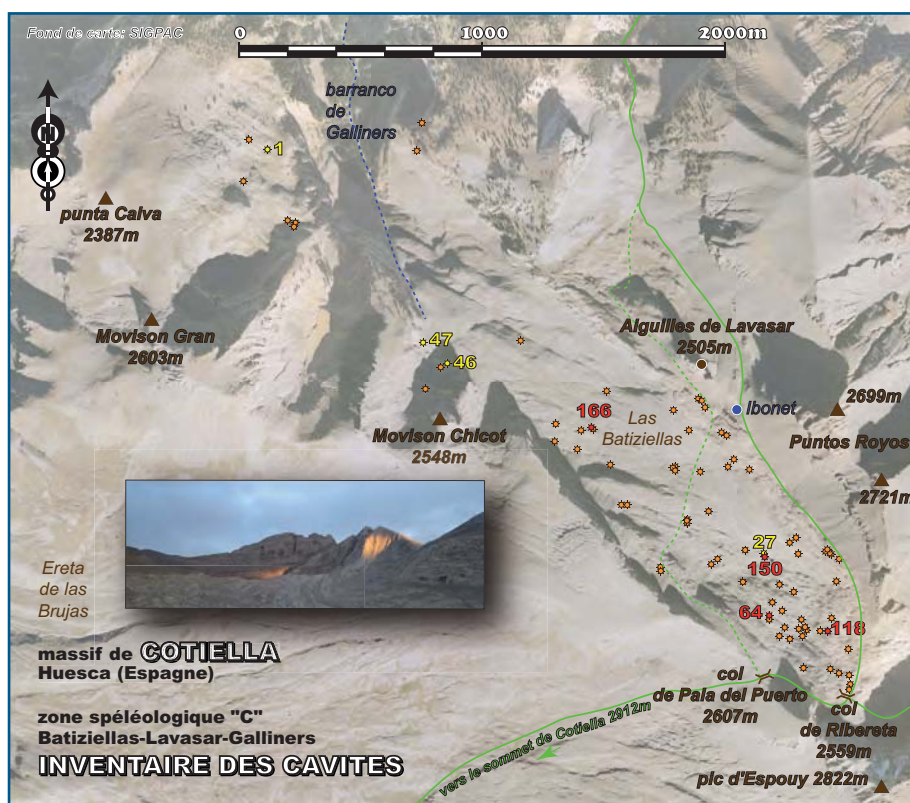 Fond de carte: SIGPAC
0 1000 2000m
N
barranco
de
Galliners
1
punta Calva
2387m
Movison Gran
2603m
47
46
Aiguilles de Lavasar
2505m
2699m
Ibonet
166
Las
Batiziellas
Puntos Royos
Movison Chicot
2548m
2721m
27
150
Ereta
de las
Brujas
64
118
massif de COTIELLA
Huesca (Espagne)
col
de Pala del Puerto
2607m
col
de Ribereta
2559m
vers le sommet de Cotiella 2912m
zone spéléologique "C"
Batiziellas-Lavasar-Galliners
INVENTAIRE DES CAVITES
pic d'Espouy 2822m